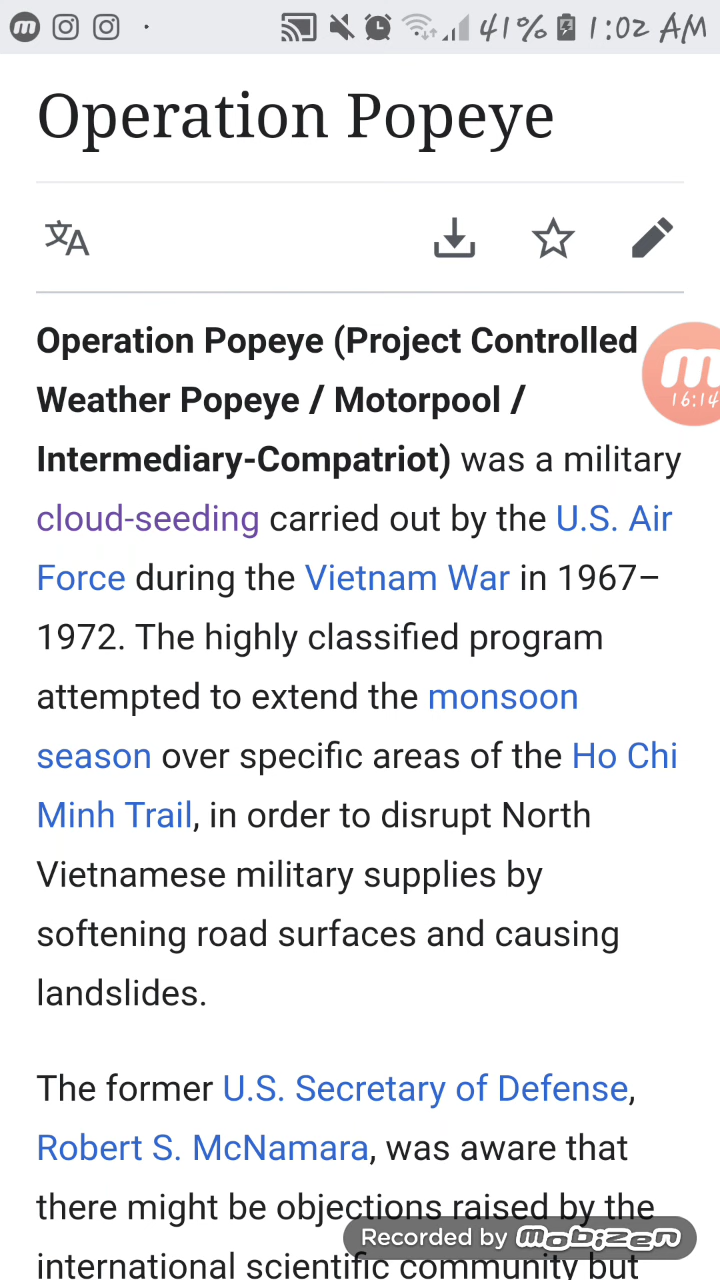 41% 1:02 AM
Operation Popeye
文A
Operation Popeye (Project Controlled
Weather Popeye / Motorpool /
Intermediary-Compatriot) was a military
cloud-seeding carried out by the U.S. Air
Force during the Vietnam War in 1967–
1972. The highly classified program
attempted to extend the monsoon
season over specific areas of the Ho Chi
Minh Trail, in order to disrupt North
Vietnamese military supplies by
softening road surfaces and causing
landslides.
m
16:14
The former U.S. Secretary of Defense,
Robert S. McNamara, was aware that
there might be objections raised by the
international scientific community but
Recorded by mobizen